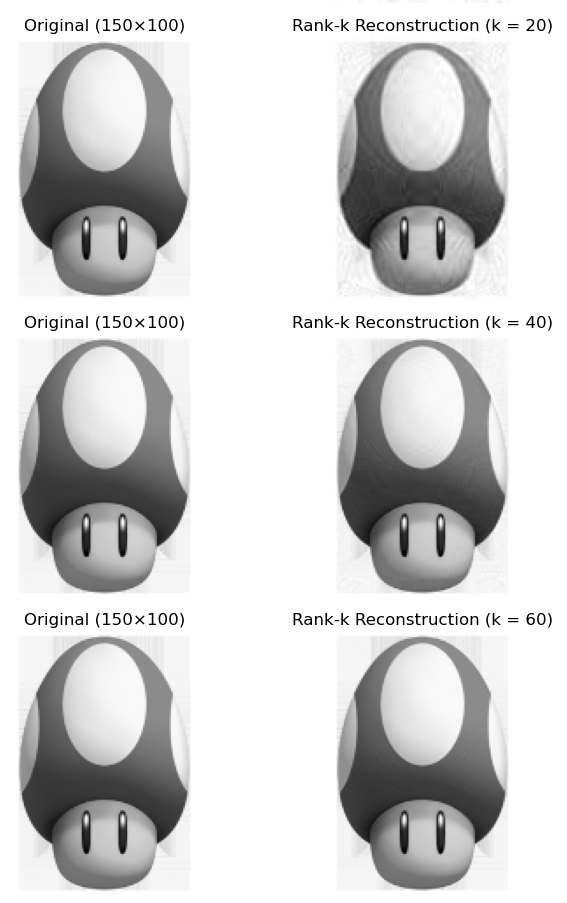 Original (150×100)
Rank-k Reconstruction (k = 20)
Original (150×100)
Rank-k Reconstruction (k = 40)
Original (150×100)
Rank-k Reconstruction (k = 60)